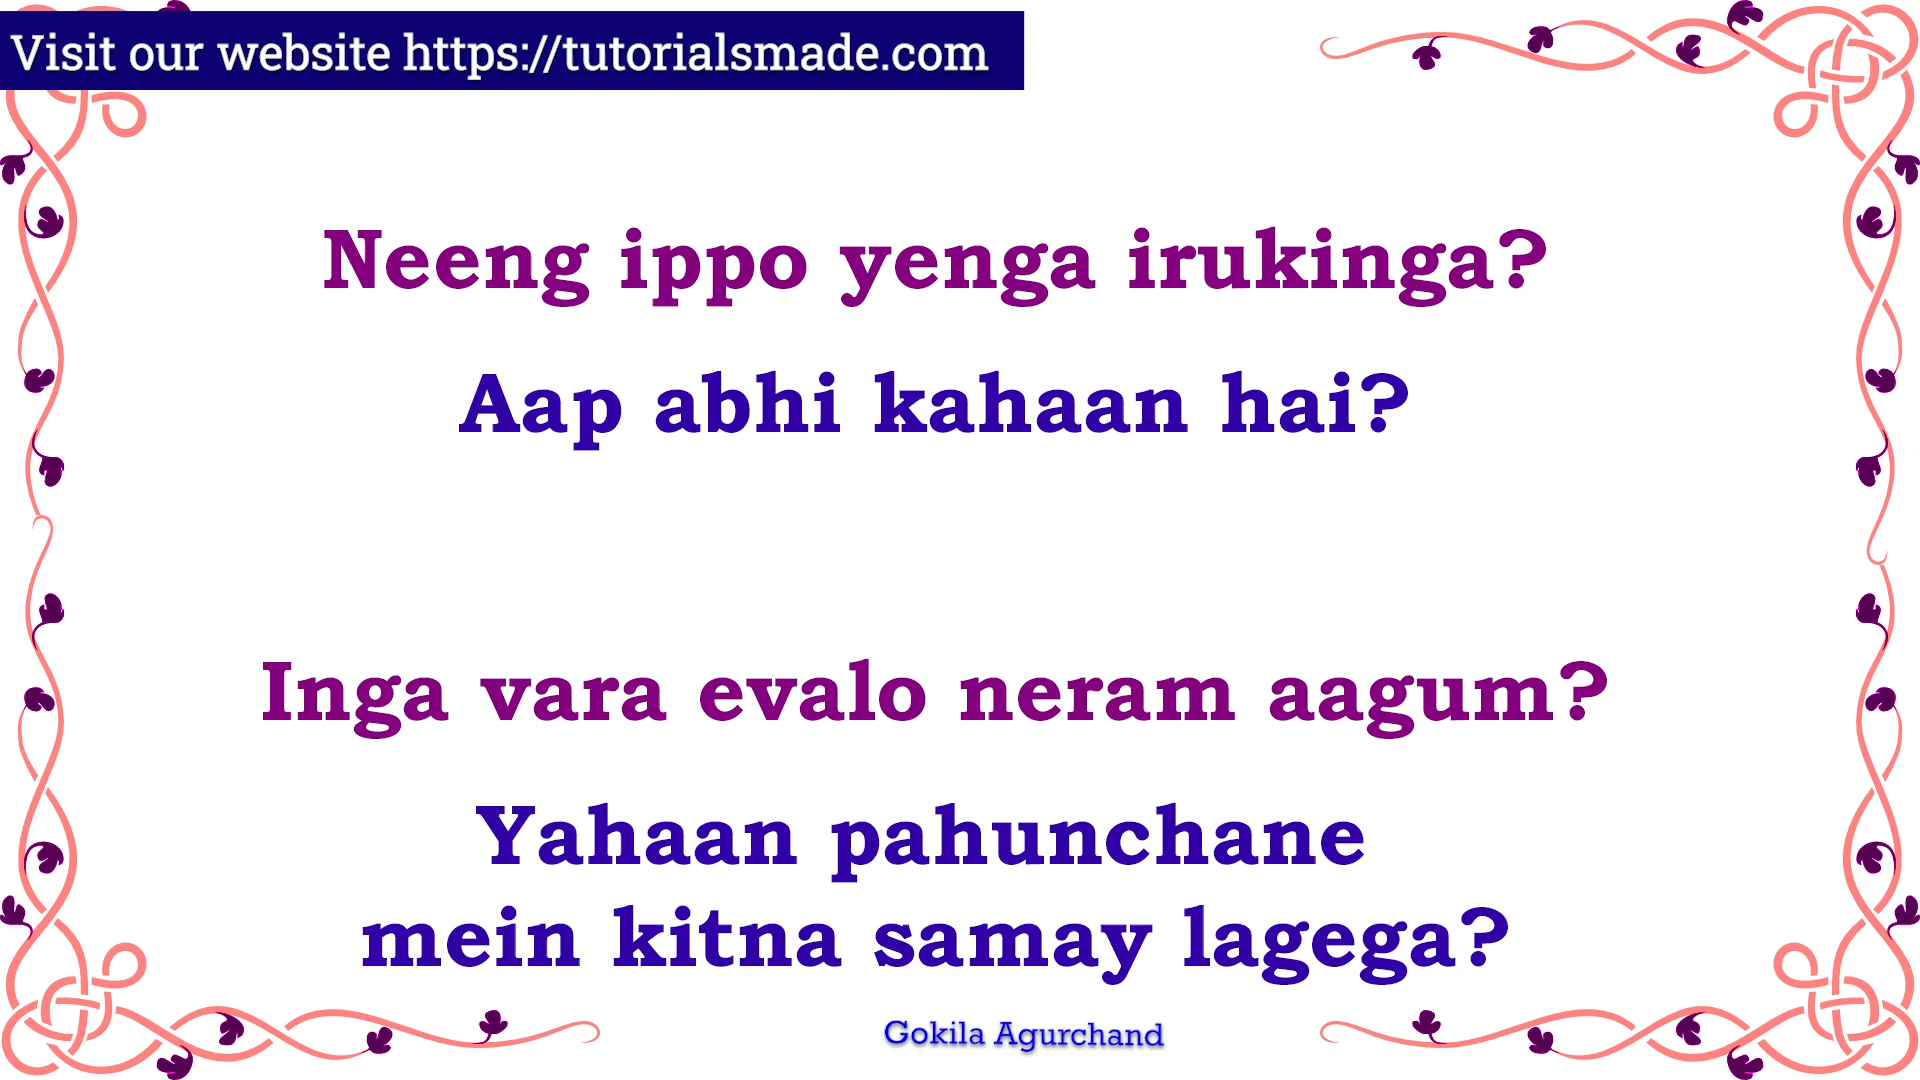 Visit our website https://tutorialsmade.com
Neeng ippo yenga irukinga?
Aap abhi kahaan hai?
Inga vara evalo neram aagum?
Yahaan pahunchane
mein kitna samay lagega?
Gokila Agurchand